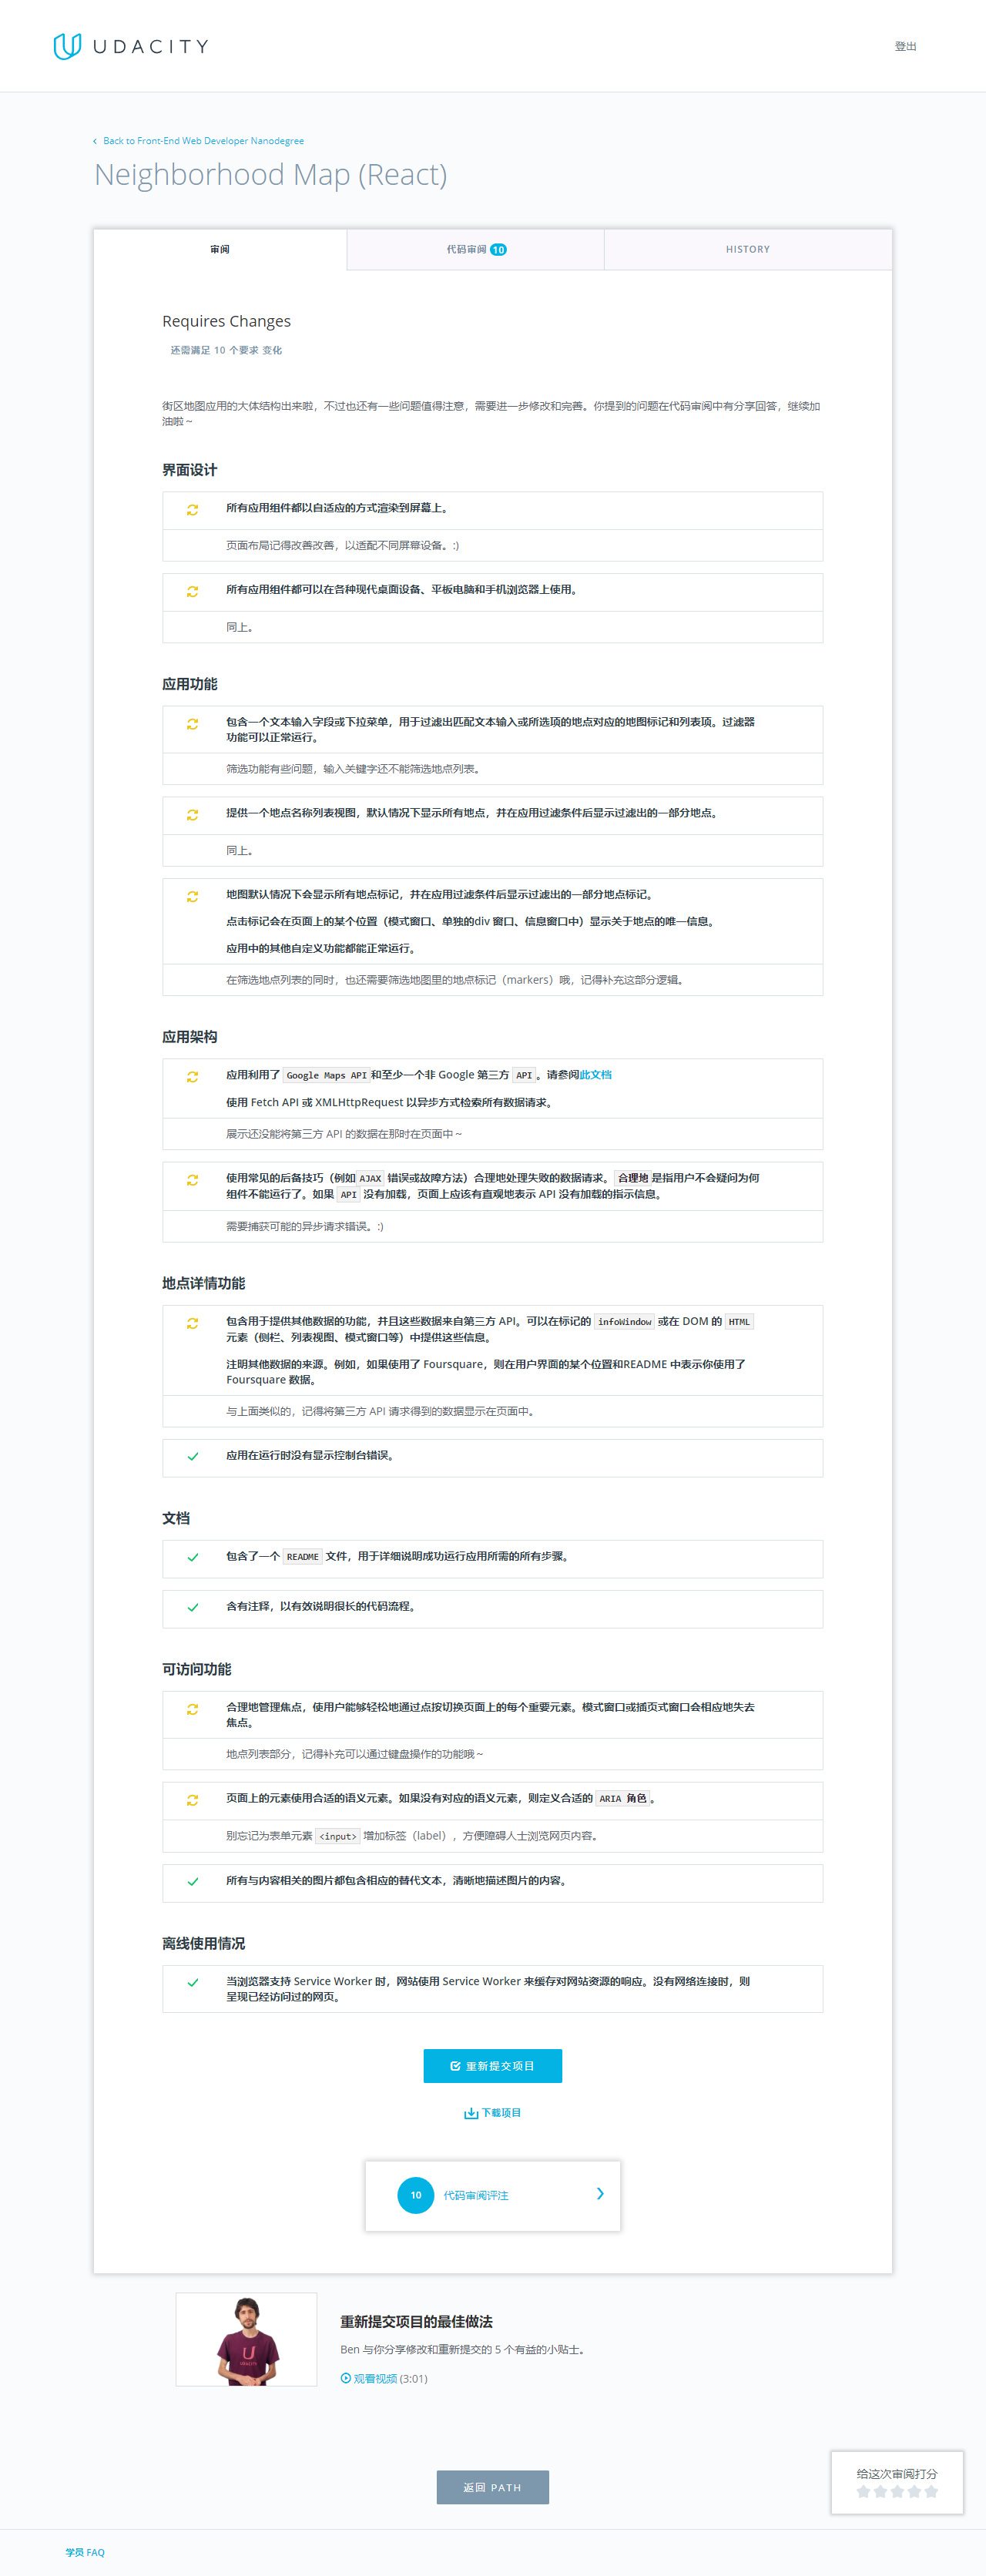 UDACITY
登出
Back to Front-End Web Developer Nanodegree
Neighborhood Map (React)
审阅
代码审阅 10
HISTORY
Requires Changes
还需满足 10 个要求 变化
街区地图应用的大体结构出来啦，不过也还有一些问题值得注意，需要进一步修改和完善。你提到的问题在代码审阅中有分享回答，继续加
油啦～
界面设计
所有应用组件都以自适应的方式渲染到屏幕上。
页面布局记得改善改善，以适配不同屏幕设备。:)
所有应用组件都可以在各种现代桌面设备、平板电脑和手机浏览器上使用。
同上。
应用功能
包含一个文本输入字段或下拉菜单，用于过滤出匹配文本输入或所选项的地点对应的地图标记和列表项。过滤器
功能可以正常运行。
筛选功能有些问题，输入关键字还不能筛选地点列表。
提供一个地点名称列表视图，默认情况下显示所有地点，并在应用过滤条件后显示过滤出的一部分地点。
同上。
地图默认情况下会显示所有地点标记，并在应用过滤条件后显示过滤出的一部分地点标记。
点击标记会在页面上的某个位置（模式窗口、单独的div 窗口、信息窗口中）显示关于地点的唯一信息。
应用中的其他自定义功能都能正常运行。
在筛选地点列表的同时，也还需要筛选地图里的地点标记（markers）哦，记得补充这部分逻辑。
应用架构
应用利用了 Google Maps API 和至少一个非 Google 第三方 API 。请参阅此文档
使用 Fetch API 或 XMLHttpRequest 以异步方式检索所有数据请求。
展示还没能将第三方 API 的数据在那时在页面中～
使用常见的后备技巧（例如 AJAX 错误或故障方法）合理地处理失败的数据请求。 合理地 是指用户不会疑问为何
组件不能运行了。如果 API 没有加载，页面上应该有直观地表示 API 没有加载的指示信息。
需要捕获可能的异步请求错误。:)
地点详情功能
包含用于提供其他数据的功能，并且这些数据来自第三方 API。可以在标记的 infoWindow 或在 DOM 的 HTML
元素（侧栏、列表视图、模式窗口等）中提供这些信息。
注明其他数据的来源。例如，如果使用了 Foursquare，则在用户界面的某个位置和README 中表示你使用了
Foursquare 数据。
与上面类似的，记得将第三方 API 请求得到的数据显示在页面中。
应用在运行时没有显示控制台错误。
文档
包含了一个 README 文件，用于详细说明成功运行应用所需的所有步骤。
含有注释，以有效说明很长的代码流程。
可访问功能
合理地管理焦点，使用户能够轻松地通过点按切换页面上的每个重要元素。模式窗口或插页式窗口会相应地失去
焦点。
地点列表部分，记得补充可以通过键盘操作的功能哦～
页面上的元素使用合适的语义元素。如果没有对应的语义元素，则定义合适的 ARIA 角色 。
别忘记为表单元素 <input> 增加标签（label），方便障碍人士浏览网页内容。
所有与内容相关的图片都包含相应的替代文本，清晰地描述图片的内容。
离线使用情况
当浏览器支持 Service Worker 时，网站使用 Service Worker 来缓存对网站资源的响应。没有网络连接时，则
呈现已经访问过的网页。
重新提交项目
下载项目
10 代码审阅评注
重新提交项目的最佳做法
Ben 与你分享修改和重新提交的 5 个有益的小贴士。
观看视频 (3:01)
返回 PATH
给这次审阅打分
学员 FAQ